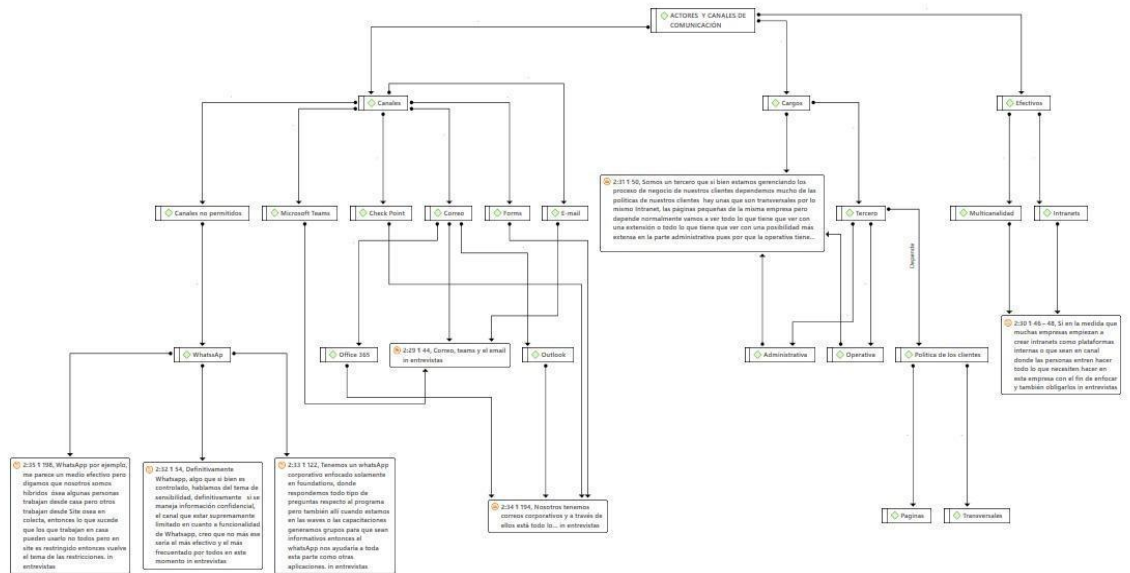 ACTORES Y CANALES DE
COMUNICACIÓN
Canales
Cargos
Efectivos
2:31 ¶ 50, Somos un tercero que si bien estamos gerenciando los
proceso de negocio de nuestros clientes dependemos mucho de las
politicas de nuestros clientes hay unas que son transversales por lo
mismo Intranet, las páginas pequeñas de la misma empresa pero
depende normalmente vamos a ver todo lo que tiene que ver con
una extensión o todo lo que tiene que ver con una posibilidad más
extensa en la parte administrativa pues por que la operativa tiene...
Canales no permitidos
Microsoft Teams
Check Point
Correo
Forms
E-mail
Tercero
Multicanalidad
Intranets
Depende
2:30 ¶ 46 – 48, Si en la medida que
muchas empresas empiezan a
crear intranets como plataformas
internas o que sean en canal
donde las personas entren hacer
todo lo que necesiten hacer en
esta empresa con el fin de enfocar
y también obligarlos in entrevistas
WhatsAp
Office 365
2:29 ¶ 44, Correo, teams y el email
in entrevistas
Outlook
Administrativa
Operativa
Politica de los clientes
2:35 ¶ 198, WhatsApp por ejemplo,
me parece un medio efectivo pero
digamos que nosotros somos
híbridos ósea algunas personas
trabajan desde casa pero otros
trabajan desde Site ósea en
colecta, entonces lo que sucede
que los que trabajan en casa
pueden usarlo no todos pero en
site es restringido entonces vuelve
el tema de las restricciones. in
entrevistas
2:32 ¶ 54, Definitivamente
Whatsapp, algo que si bien es
controlado, hablamos del tema de
sensibilidad, definitivamente si se
maneja información confidencial,
el canal que estar supremamente
limitado en cuanto a funcionalidad
de Whatsapp, creo que no más ese
sería el más efectivo y el más
frecuentado por todos en este
momento in entrevistas
2:33 ¶ 122, Tenemos un whatsApp
corporativo enfocado solamente
en foundations, donde
respondemos todo tipo de
preguntas respecto al programa
pero también allí cuando estamos
en las waves o las capacitaciones
generamos grupos para que sean
informativos entonces el
whatsApp nos ayudaría a toda
esta parte como otras
aplicaciones. in entrevistas
2:34 ¶ 194, Nosotros tenemos
correos corporativos y a través de
ellos está todo lo... in entrevistas
Paginas
Transversales